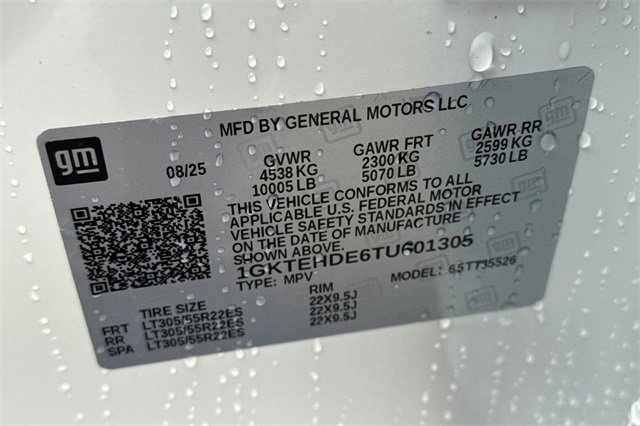 MFD BY GENERAL MOTORS LLC
gm
08/25
GVWR GAWR FRT GAWR RR
4538 KG 2300 KG 2599 KG
10005 LB 5070 LB 5730 LB
THIS VEHICLE CONFORMS TO ALL
APPLICABLE U.S. FEDERAL MOTOR
VEHICLE SAFETY STANDARDS IN EFFECT
ON THE DATE OF MANUFACTURE
SHOWN ABOVE.
1GKTEHDE6TU601305
TYPE: MPV MODEL: 6STT35526
TIRE SIZE RIM
FRT LT305/55R22ES 22X9.5J
RR LT305/55R22ES 22X9.5J
SPA LT305/55R22ES 22X9.5J